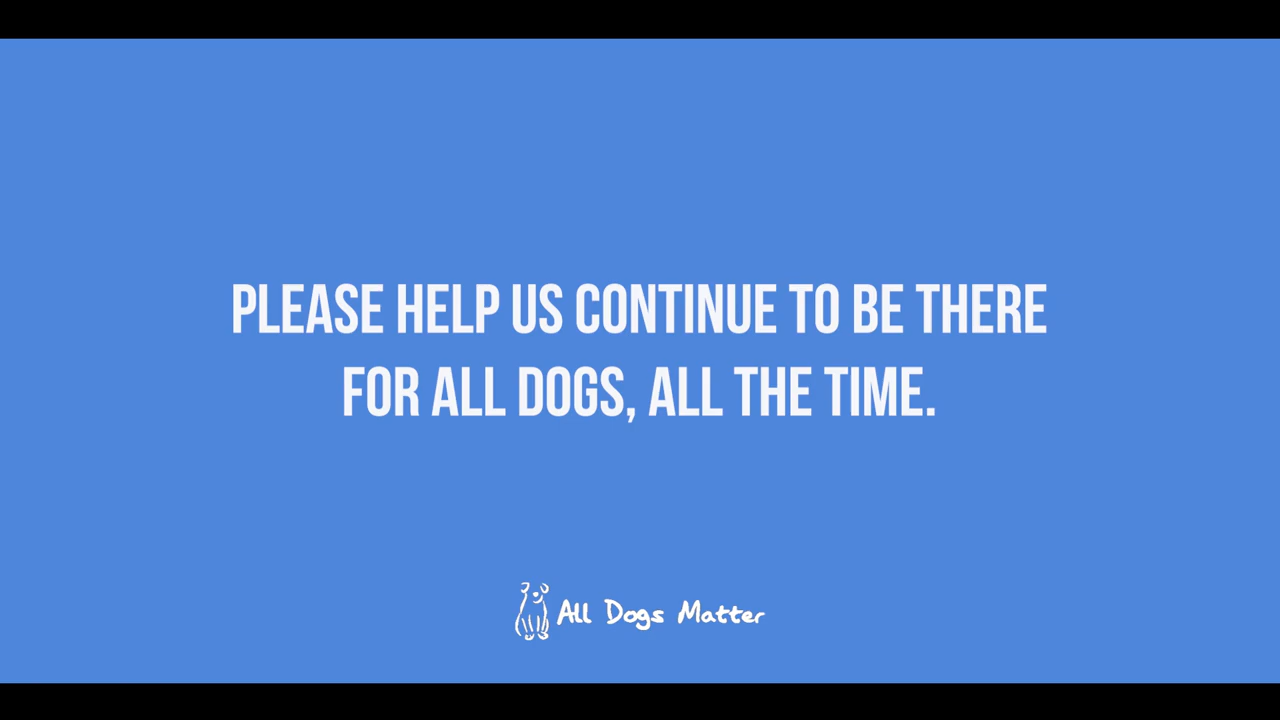 PLEASE HELP US CONTINUE TO BE THERE
FOR ALL DOGS, ALL THE TIME.
All Dogs Matter